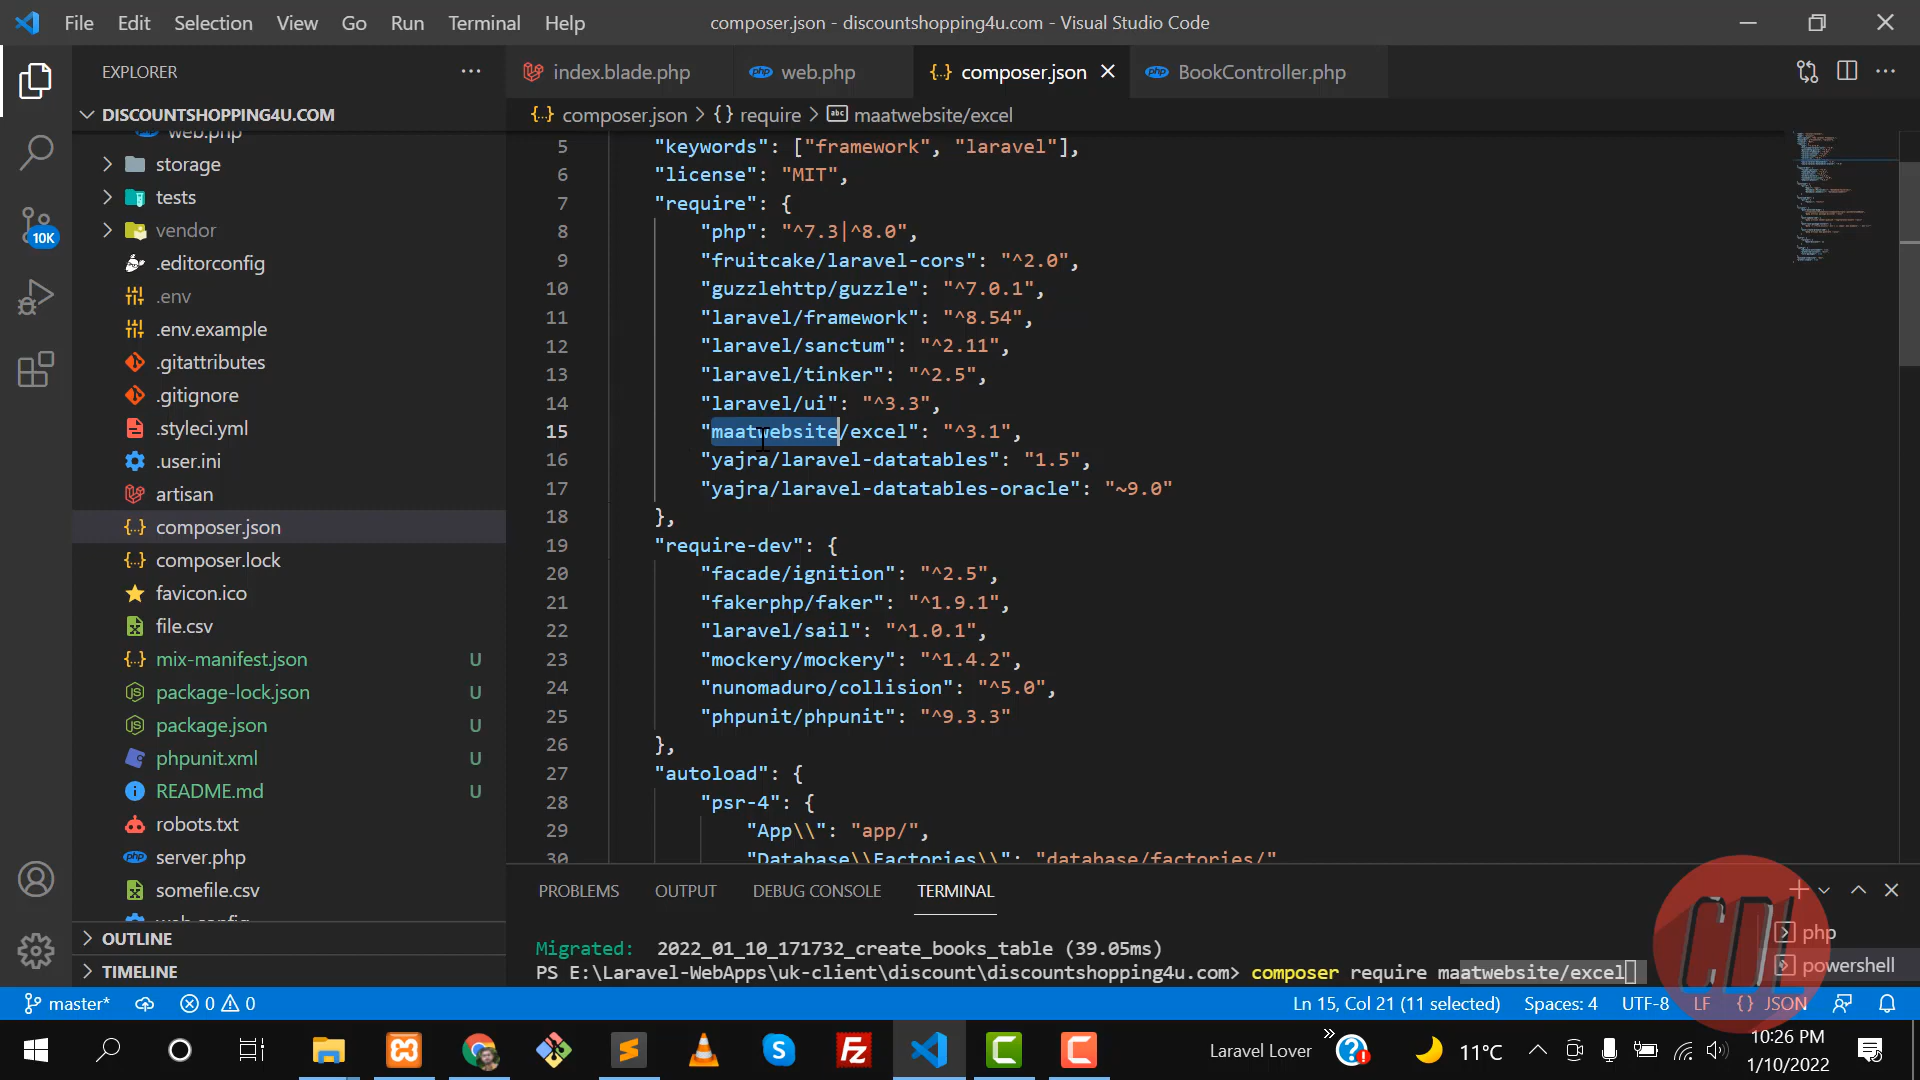 File Edit Selection View Go Run Terminal Help
composer.json - discountshopping4u.com - Visual Studio Code
EXPLORER
DISCOUNTSHOPPING4U.COM
web.php
storage
tests
vendor
.editorconfig
.env
.env.example
.gitattributes
.gitignore
.styleci.yml
.user.ini
artisan
composer.json
composer.lock
favicon.ico
file.csv
mix-manifest.json U
package-lock.json U
package.json U
phpunit.xml U
README.md U
robots.txt
server.php
somefile.csv
web.config
OUTLINE
TIMELINE
10K
index.blade.php
web.php
composer.json
BookController.php
composer.json > {} require > abc maatwebsite/excel
5 "keywords": ["framework", "laravel"],
6 "license": "MIT",
7 "require": {
8 "php": "^7.3|^8.0",
9 "fruitcake/laravel-cors": "^2.0",
10 "guzzlehttp/guzzle": "^7.0.1",
11 "laravel/framework": "^8.54",
12 "laravel/sanctum": "^2.11",
13 "laravel/tinker": "^2.5",
14 "laravel/ui": "^3.3",
15 "maatwebsite/excel": "^3.1",
16 "yajra/laravel-datatables": "1.5",
17 "yajra/laravel-datatables-oracle": "~9.0"
18 },
19 "require-dev": {
20 "facade/ignition": "^2.5",
21 "fakerphp/faker": "^1.9.1",
22 "laravel/sail": "^1.0.1",
23 "mockery/mockery": "^1.4.2",
24 "nunomaduro/collision": "^5.0",
25 "phpunit/phpunit": "^9.3.3"
26 },
27 "autoload": {
28 "psr-4": {
29 "App\\": "app/",
30 "Database\\Factories\\": "database/factories/"
PROBLEMS OUTPUT DEBUG CONSOLE TERMINAL
Migrated: 2022_01_10_171732_create_books_table (39.05ms)
PS E:\Laravel-WebApps\uk-client\discount\discountshopping4u.com> composer require maatwebsite/excel
php
powershell
CDL
master* 0 0
Ln 15, Col 21 (11 selected) Spaces: 4 UTF-8 LF {} JSON
Laravel Lover
11°C
10:26 PM
1/10/2022